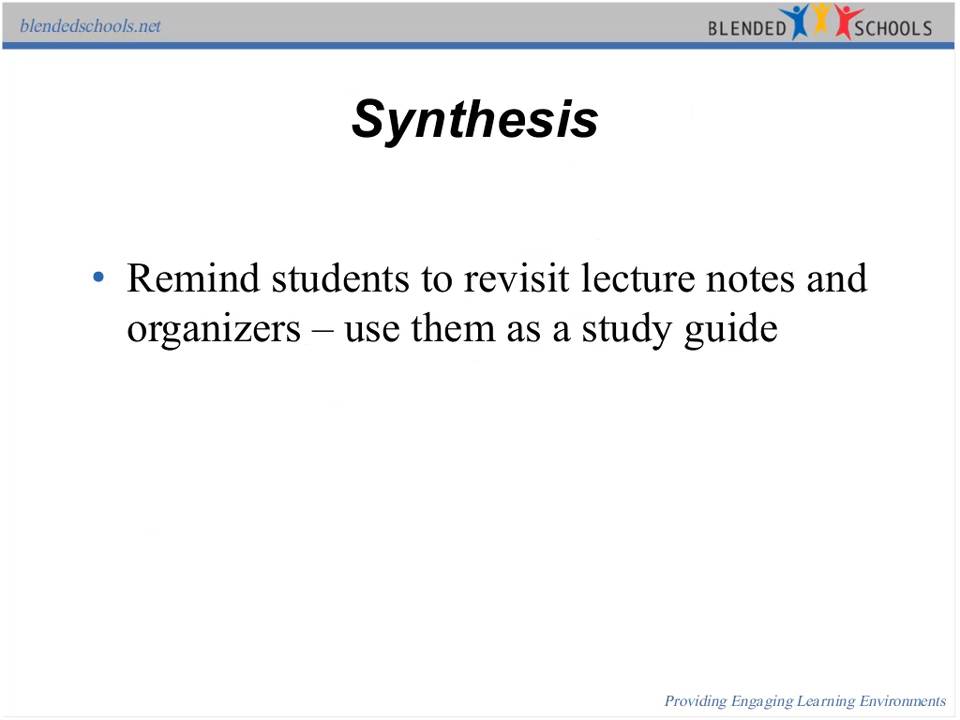 blendedschools.net
BLENDED SCHOOLS
Synthesis
• Remind students to revisit lecture notes and
organizers – use them as a study guide
Providing Engaging Learning Environments